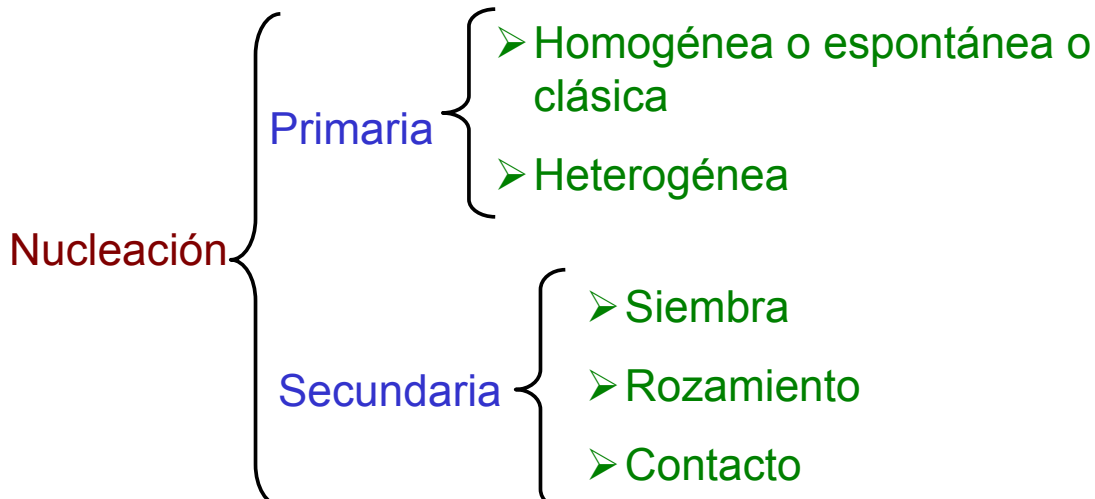 Nucleación
Primaria
➢ Homogénea o espontánea o
clásica
➢ Heterogénea
Secundaria
➢ Siembra
➢ Rozamiento
➢ Contacto